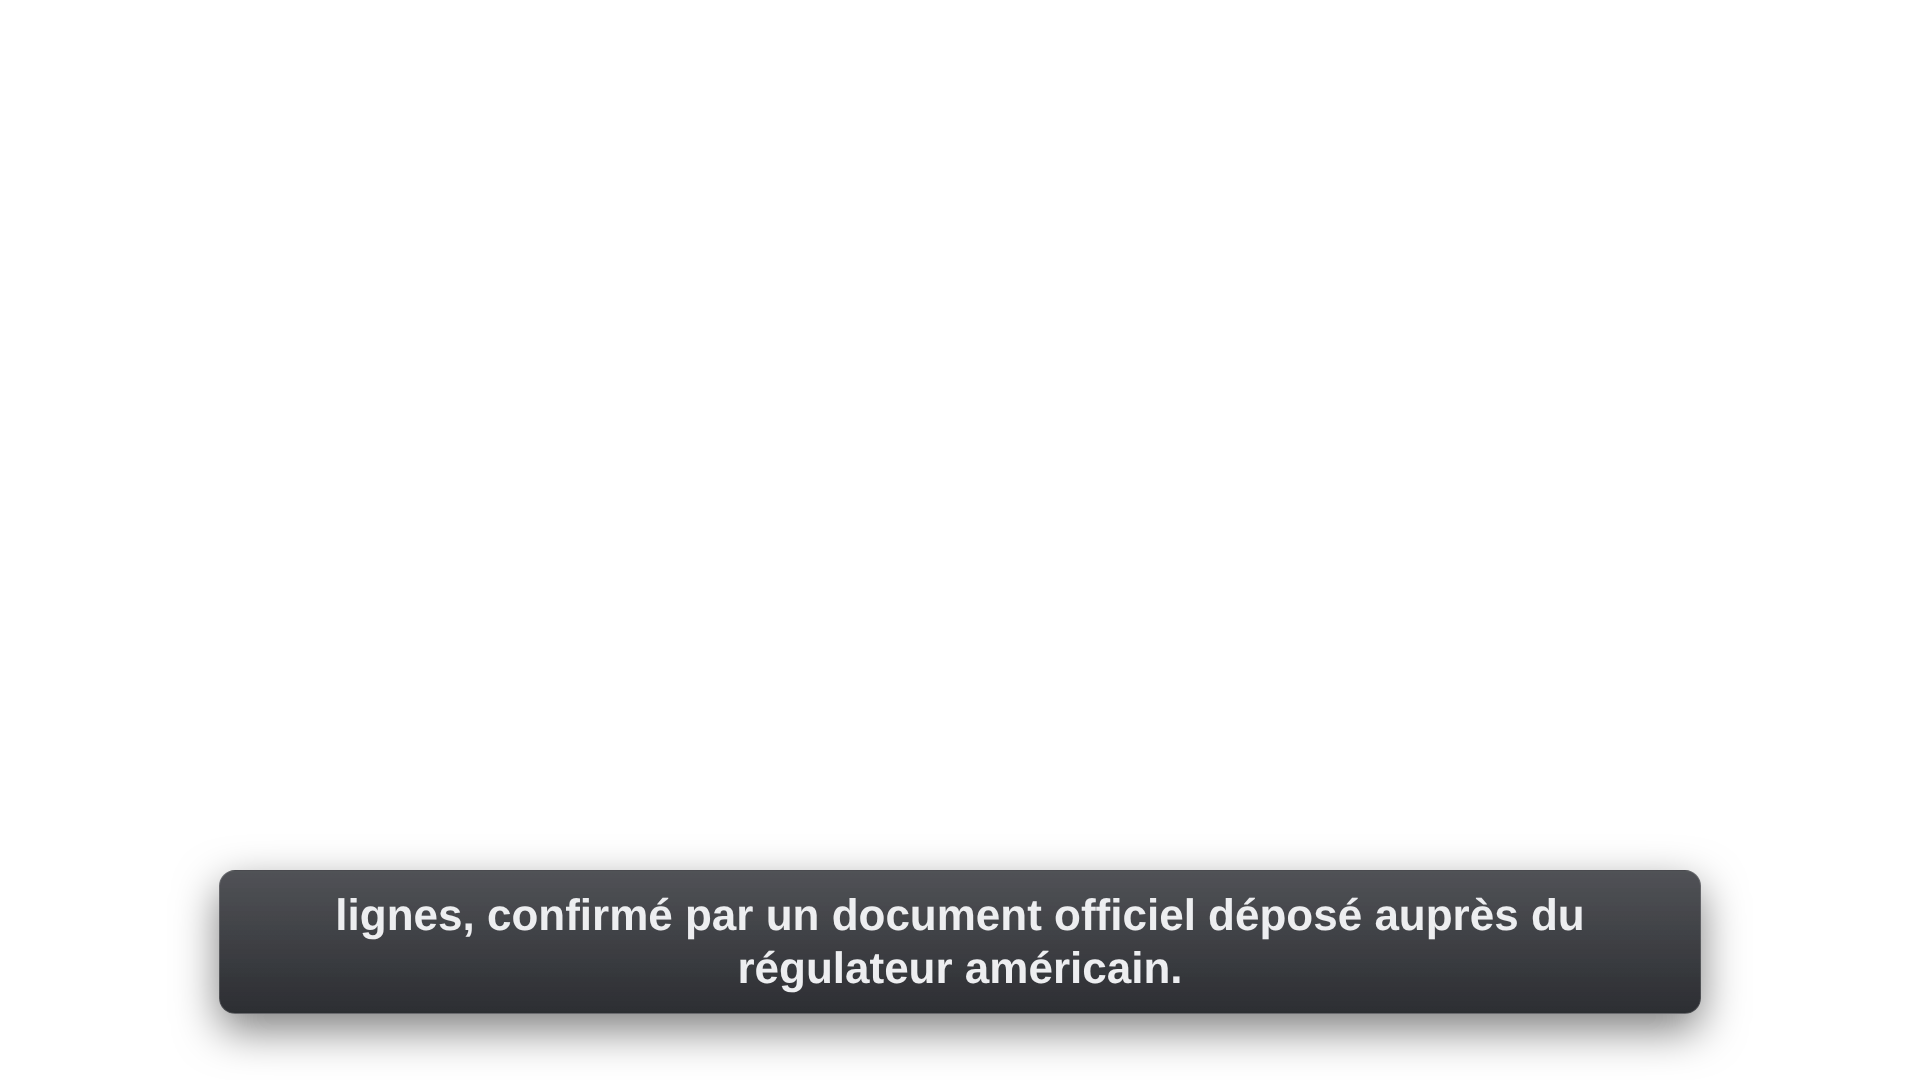 lignes, confirmé par un document officiel déposé auprès du
régulateur américain.